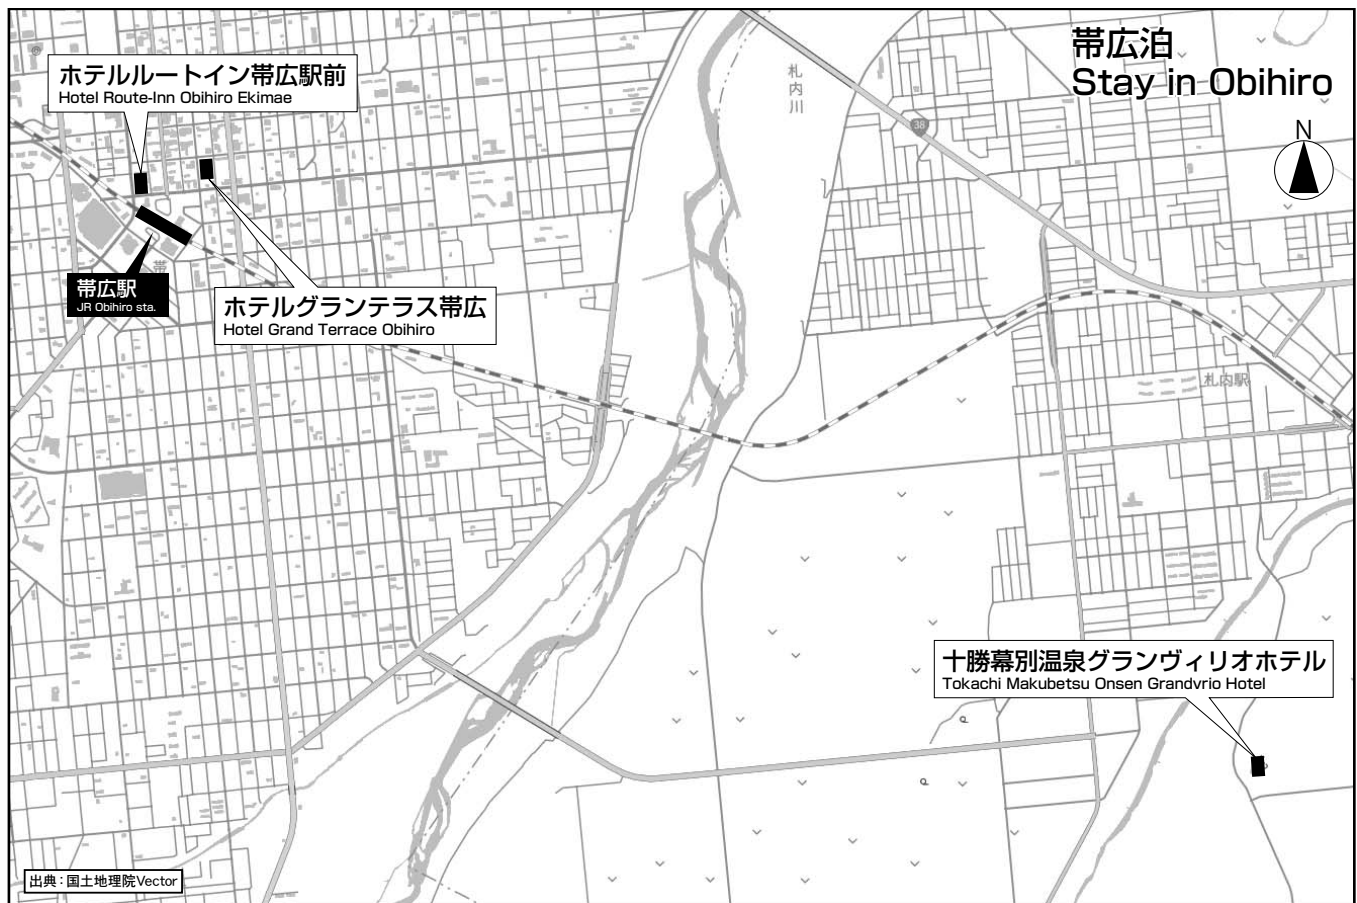 帯広泊
Stay in Obihiro
N
ホテルルートイン帯広駅前
Hotel Route-Inn Obihiro Ekimae
札内川
38
帯
帯広駅
JR Obihiro sta.
ホテルグランテラス帯広
Hotel Grand Terrace Obihiro
札内駅
十勝幕別温泉グランヴィリオホテル
Tokachi Makubetsu Onsen Grandvrio Hotel
出典:国土地理院Vector